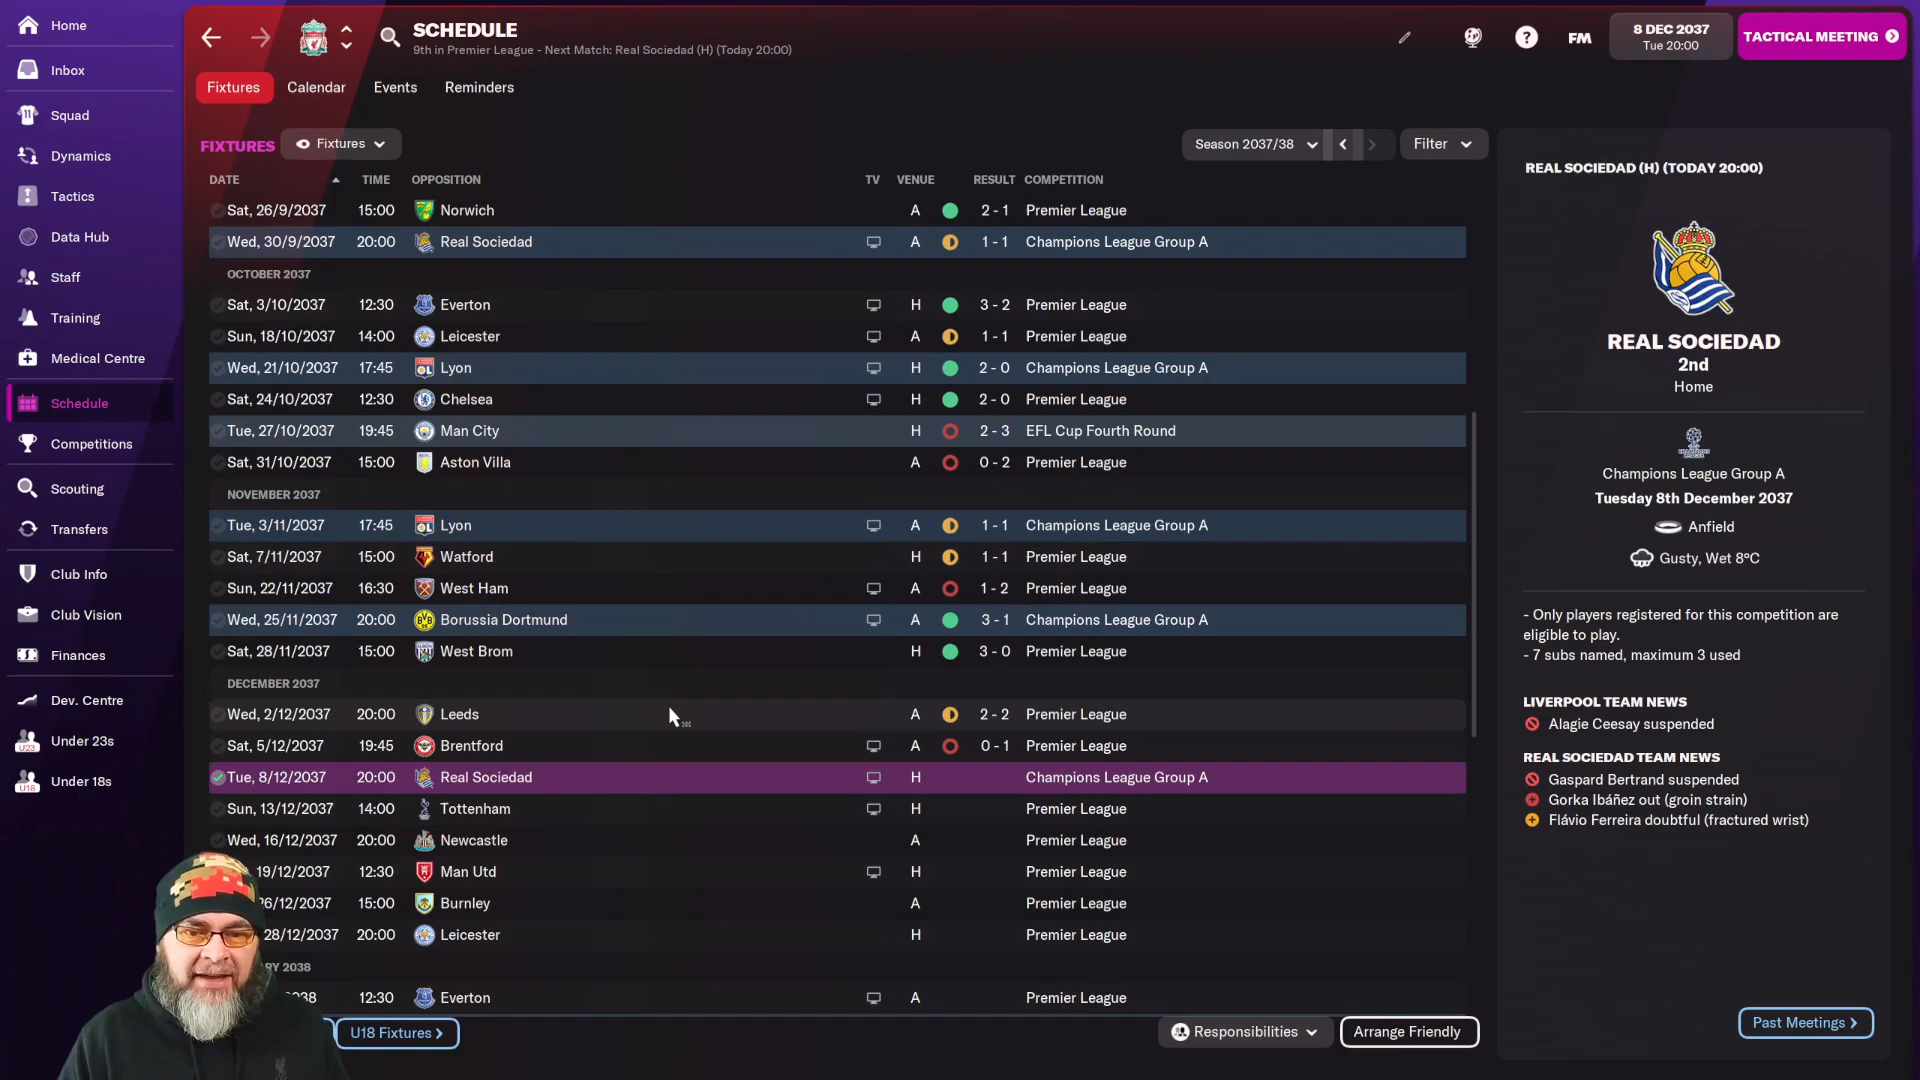 Home
Inbox
Squad
Dynamics
Tactics
Data Hub
Staff
Training
Medical Centre
Schedule
Competitions
Scouting
Transfers
Club Info
Club Vision
Finances
Dev. Centre
Under 23s
U23
Under 18s
U18
SCHEDULE
9th in Premier League - Next Match: Real Sociedad (H) (Today 20:00)
FM
8 DEC 2037
Tue 20:00
TACTICAL MEETING
Fixtures Calendar Events Reminders
FIXTURES Fixtures Season 2037/38 Filter
DATE TIME OPPOSITION TV VENUE RESULT COMPETITION
Sat, 26/9/2037 15:00 Norwich A 2 - 1 Premier League
Wed, 30/9/2037 20:00 Real Sociedad A 1 - 1 Champions League Group A
OCTOBER 2037
Sat, 3/10/2037 12:30 Everton H 3 - 2 Premier League
Sun, 18/10/2037 14:00 Leicester A 1 - 1 Premier League
Wed, 21/10/2037 17:45 Lyon H 2 - 0 Champions League Group A
Sat, 24/10/2037 12:30 Chelsea H 2 - 0 Premier League
Tue, 27/10/2037 19:45 Man City H 2 - 3 EFL Cup Fourth Round
Sat, 31/10/2037 15:00 Aston Villa A 0 - 2 Premier League
NOVEMBER 2037
Tue, 3/11/2037 17:45 Lyon A 1 - 1 Champions League Group A
Sat, 7/11/2037 15:00 Watford H 1 - 1 Premier League
Sun, 22/11/2037 16:30 West Ham A 1 - 2 Premier League
Wed, 25/11/2037 20:00 Borussia Dortmund A 3 - 1 Champions League Group A
Sat, 28/11/2037 15:00 West Brom H 3 - 0 Premier League
DECEMBER 2037
Wed, 2/12/2037 20:00 Leeds A 2 - 2 Premier League
Sat, 5/12/2037 19:45 Brentford A 0 - 1 Premier League
Tue, 8/12/2037 20:00 Real Sociedad H Champions League Group A
Sun, 13/12/2037 14:00 Tottenham H Premier League
Wed, 16/12/2037 20:00 Newcastle A Premier League
19/12/2037 12:30 Man Utd H Premier League
26/12/2037 15:00 Burnley A Premier League
28/12/2037 20:00 Leicester H Premier League
2038
12:30 Everton A Premier League
U18 Fixtures
Responsibilities
Arrange Friendly
REAL SOCIEDAD (H) (TODAY 20:00)
REAL SOCIEDAD
2nd
Home
Champions League Group A
Tuesday 8th December 2037
Anfield
Gusty, Wet 8ºC
- Only players registered for this competition are
eligible to play.
- 7 subs named, maximum 3 used
LIVERPOOL TEAM NEWS
Alagie Ceesay suspended
REAL SOCIEDAD TEAM NEWS
Gaspard Bertrand suspended
Gorka Ibáñez out (groin strain)
Flávio Ferreira doubtful (fractured wrist)
Past Meetings